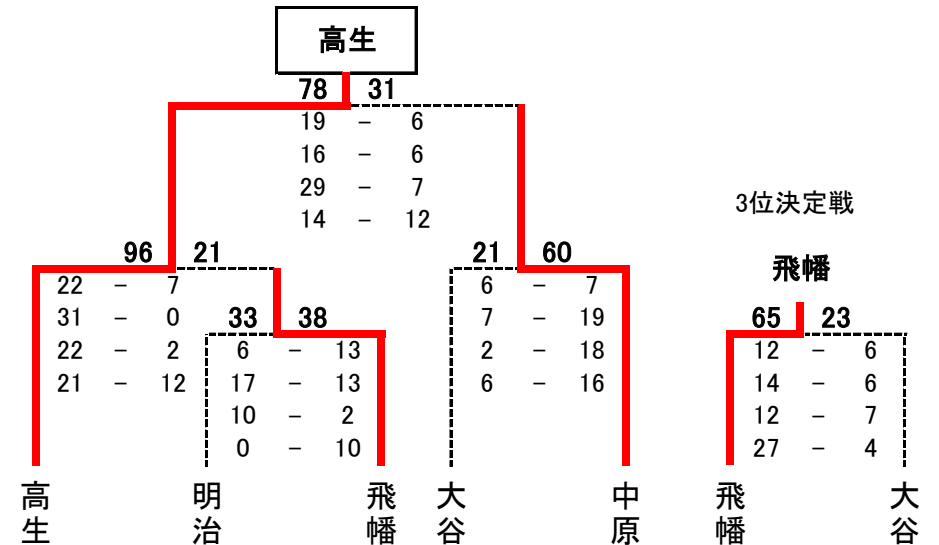 高生
78 31
19 – 6
16 – 6
29 – 7
14 – 12
3位決定戦
96 21
22 – 7
31 – 0
22 – 2
21 – 12
33 38
6 – 13
17 – 13
10 – 2
0 – 10
21 60
6 – 7
7 – 19
2 – 18
6 – 16
飛幡
65 23
12 – 6
14 – 6
12 – 7
27 – 4
高生
明治
飛幡
大谷
中原
飛幡
大谷